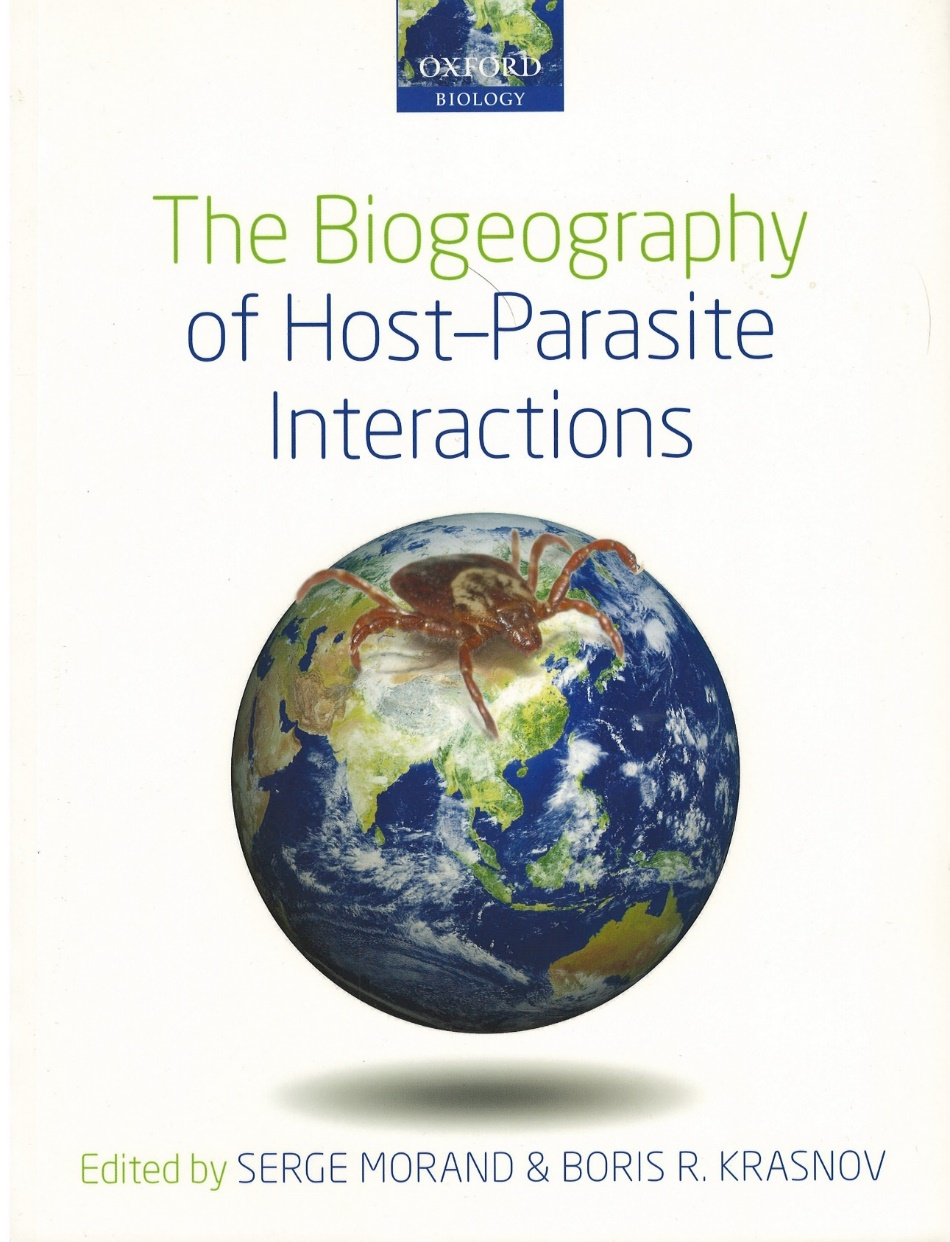 OXFORD
BIOLOGY
The Biogeography
of Host–Parasite
Interactions
Edited by SERGE MORAND & BORIS R. KRASNOV